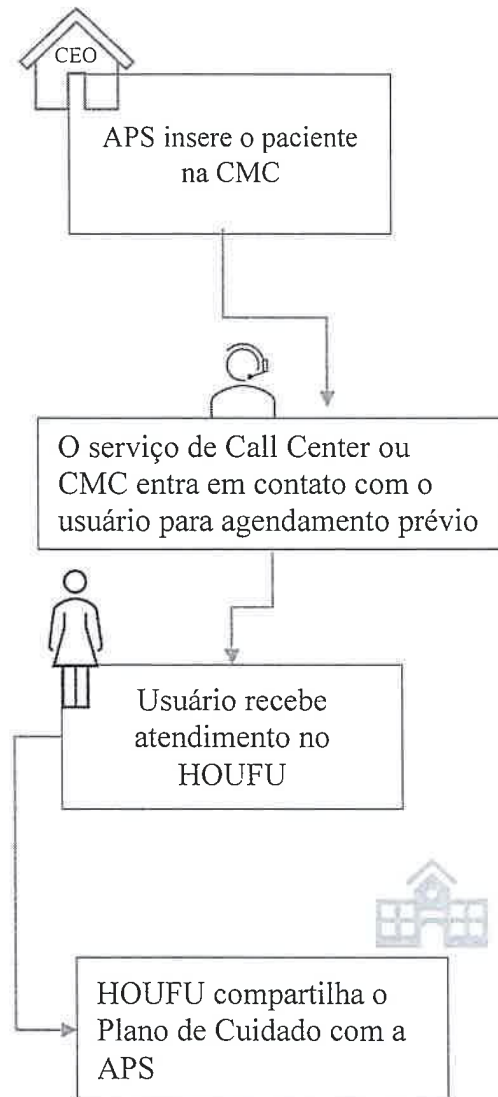 CEO
APS insere o paciente
na CMC
O serviço de Call Center ou
CMC entra em contato com o
usuário para agendamento prévio
Usuário recebe
atendimento no
HOUFU
HOUFU compartilha o
Plano de Cuidado com a
APS